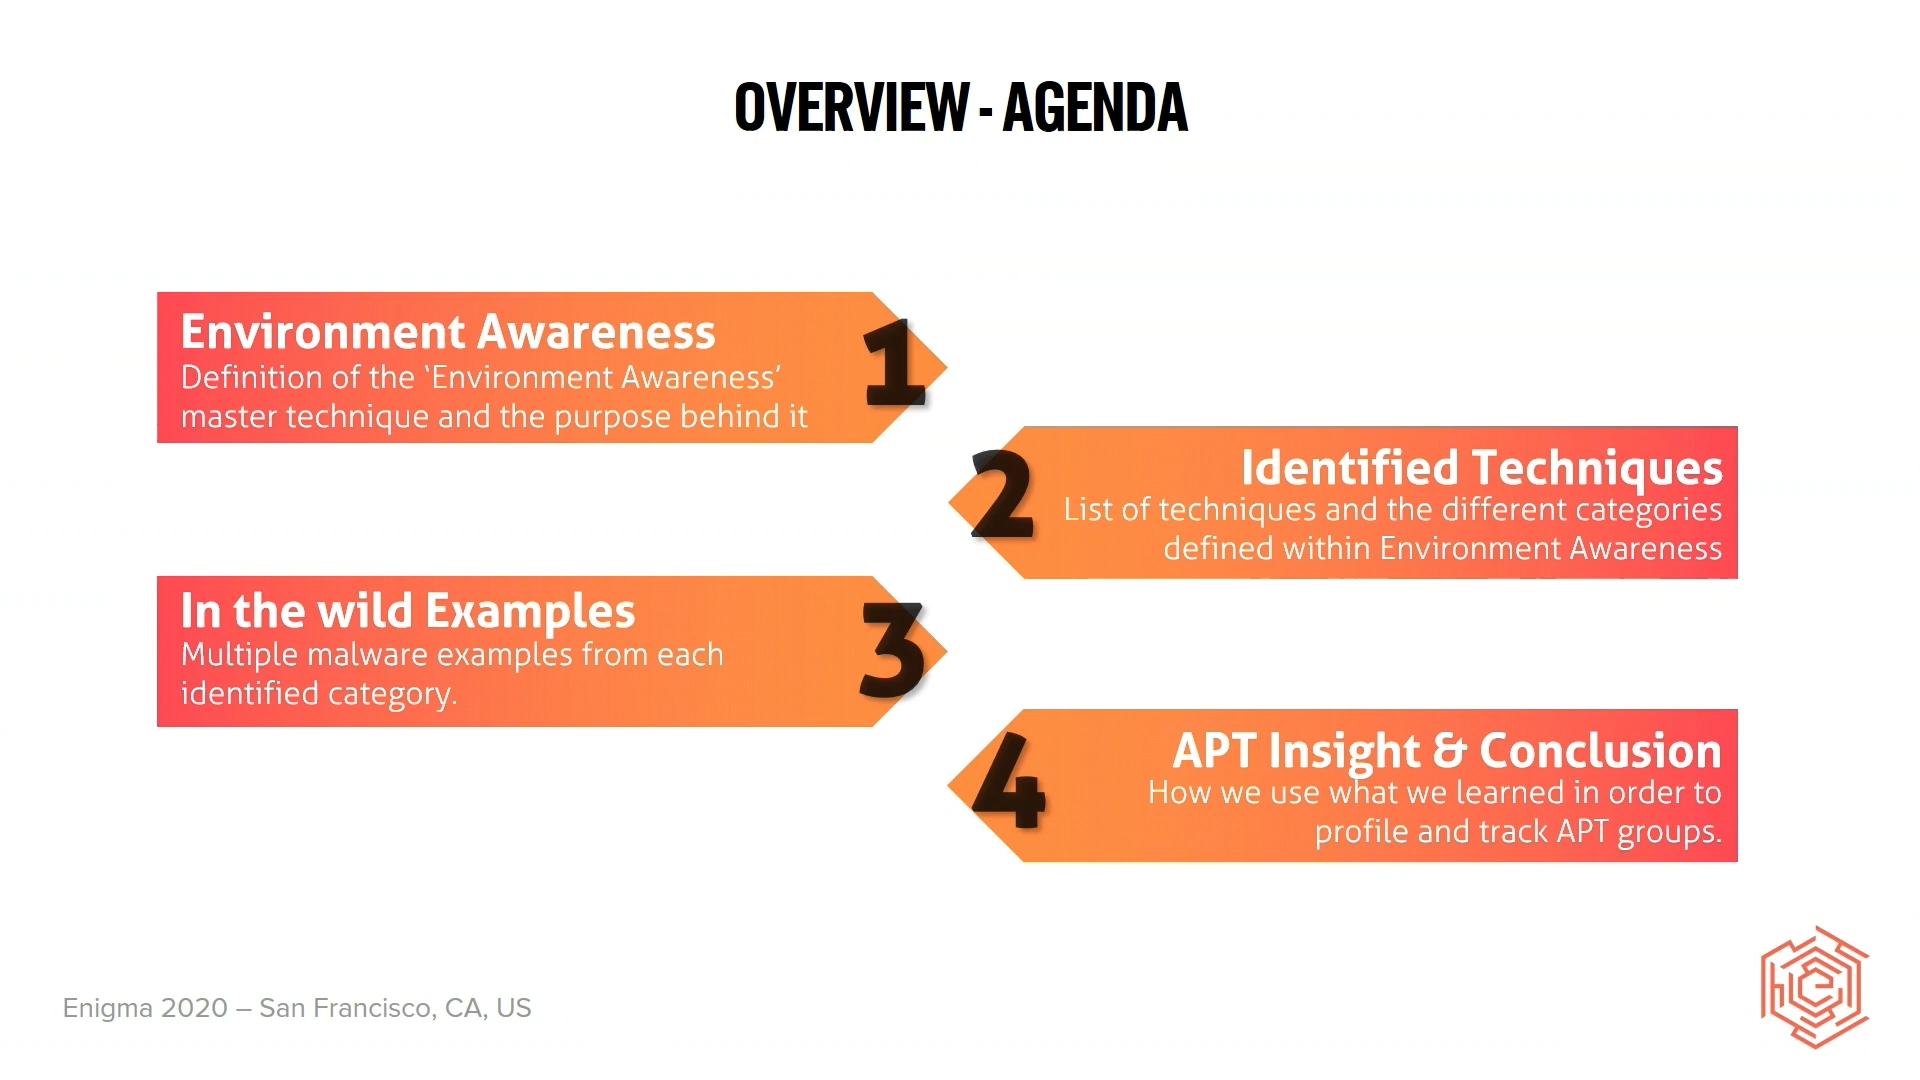 OVERVIEW - AGENDA
Environment Awareness
Definition of the ‘Environment Awareness’
master technique and the purpose behind it
1
2
Identified Techniques
List of techniques and the different categories
defined within Environment Awareness
In the wild Examples
Multiple malware examples from each
identified category.
3
4
APT Insight & Conclusion
How we use what we learned in order to
profile and track APT groups.
Enigma 2020 – San Francisco, CA, US